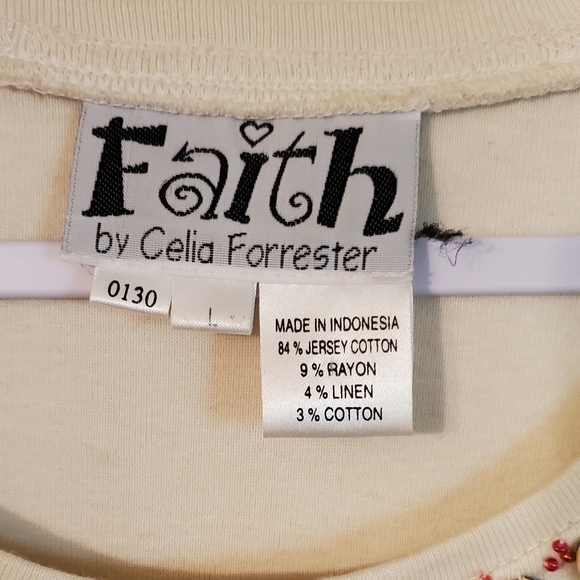 Faith
by Celia Forrester
0130
L
MADE IN INDONESIA
84 % JERSEY COTTON
9 % RAYON
4 % LINEN
3 % COTTON